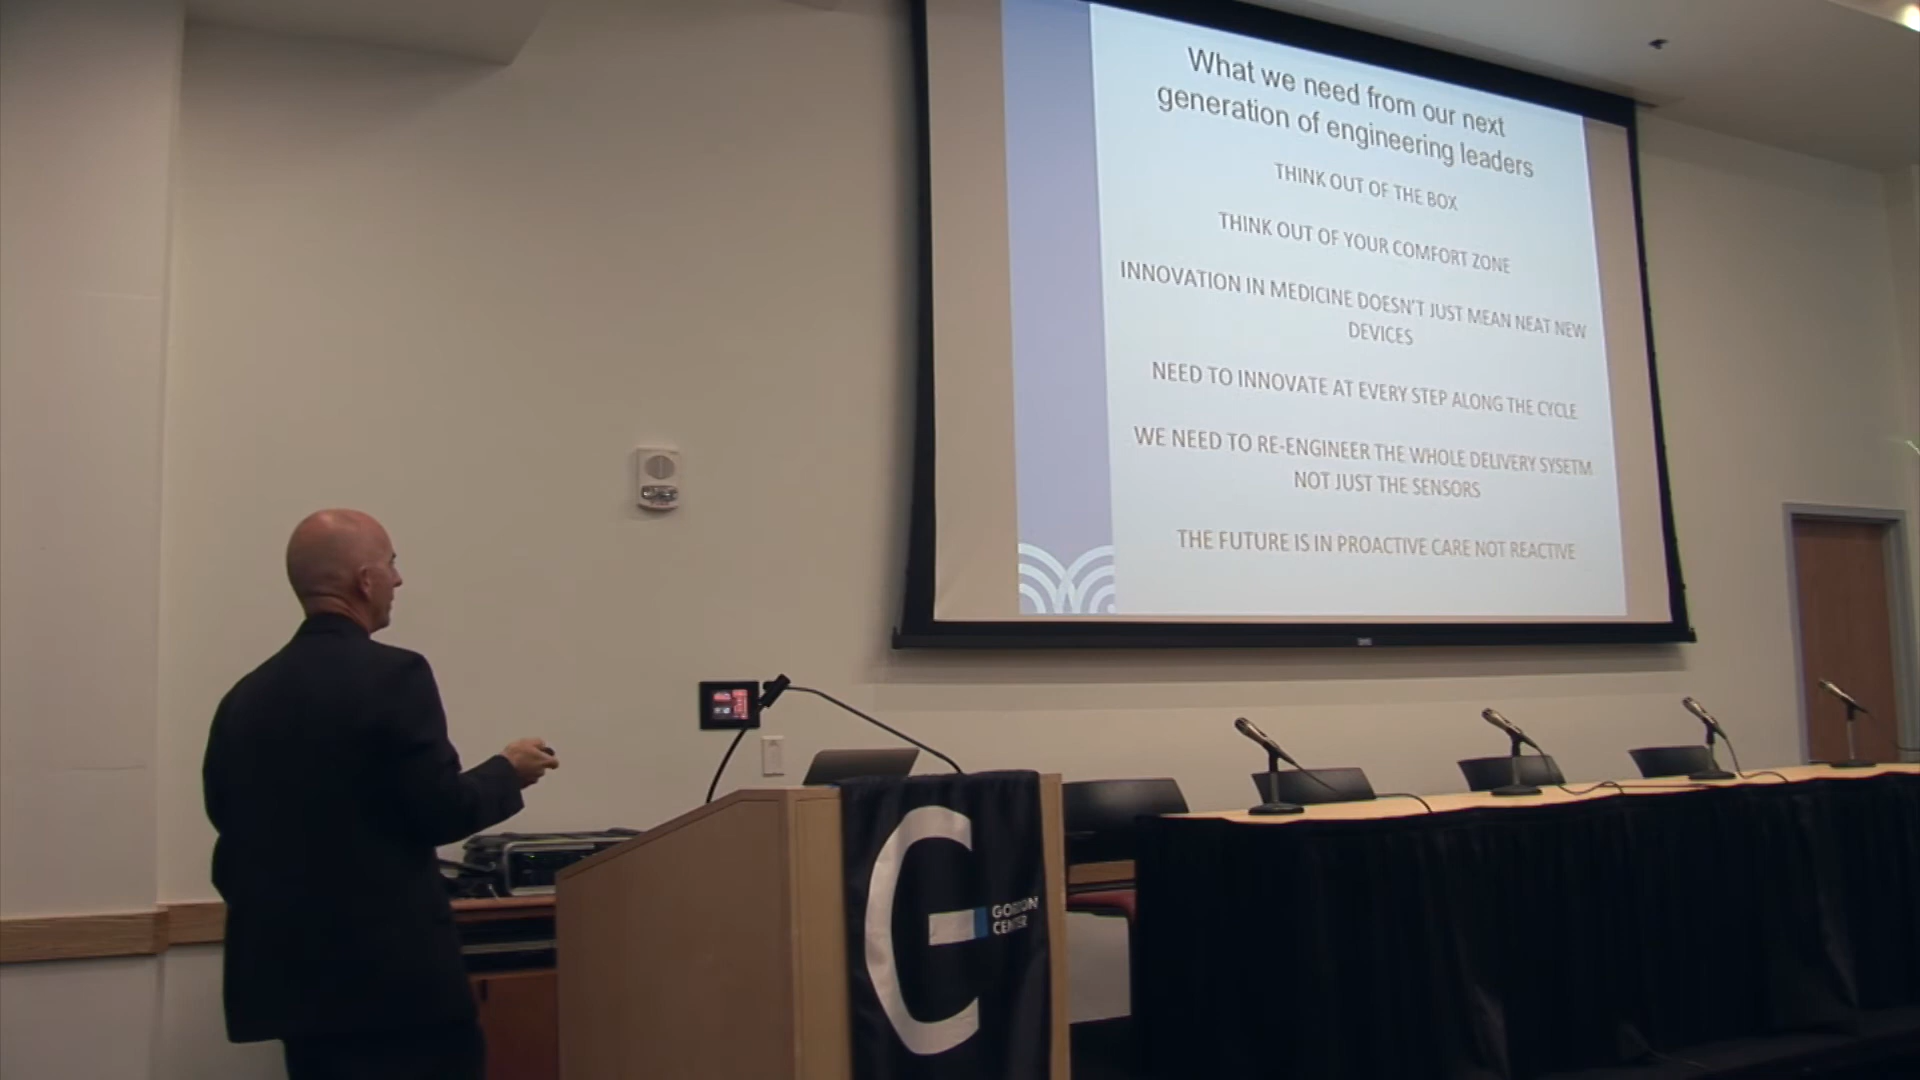 What we need from our next
generation of engineering leaders
THINK OUT OF THE BOX
THINK OUT OF YOUR COMFORT ZONE
INNOVATION IN MEDICINE DOESN'T JUST MEAN NEAT NEW
DEVICES
NEED TO INNOVATE AT EVERY STEP ALONG THE CYCLE
WE NEED TO RE-ENGINEER THE WHOLE DELIVERY SYSETM
NOT JUST THE SENSORS
THE FUTURE IS IN PROACTIVE CARE NOT REACTIVE
GORDON
CENTER